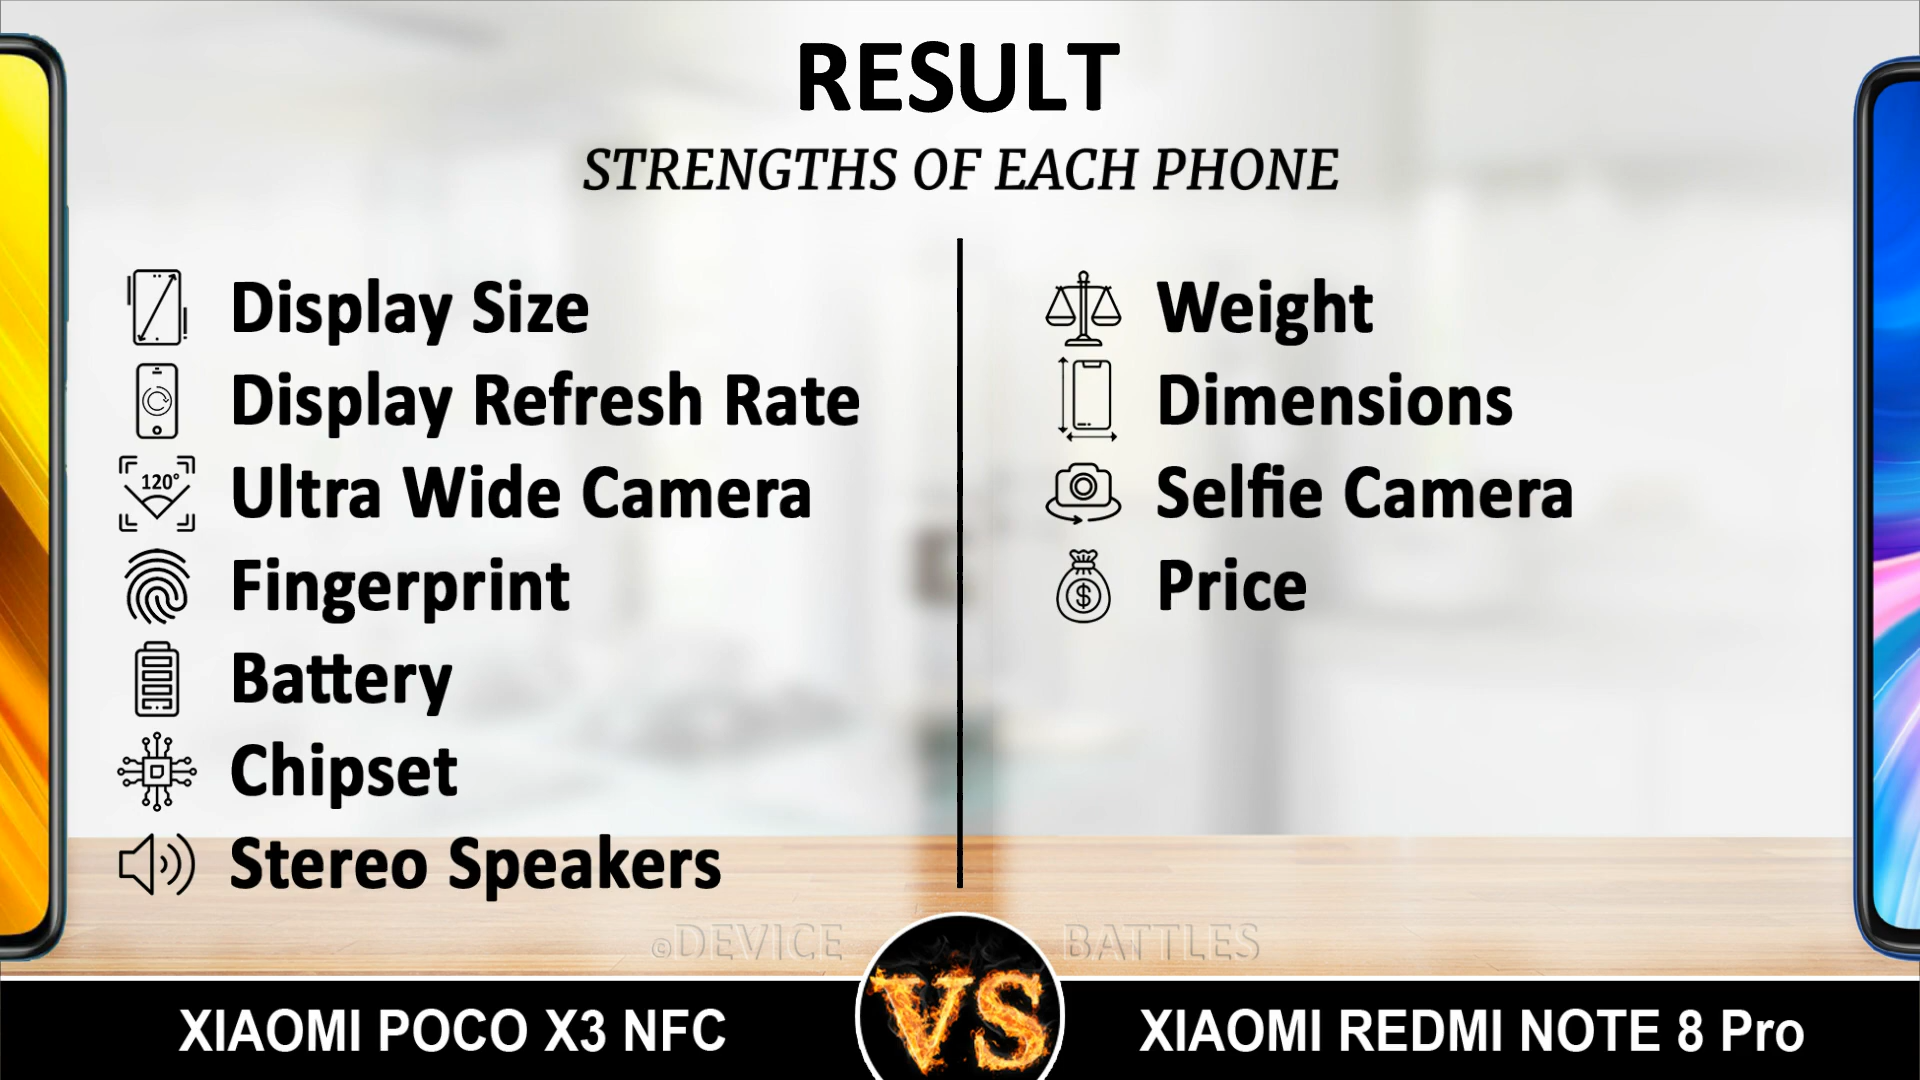 RESULT
STRENGTHS OF EACH PHONE
Display Size
Display Refresh Rate
120°
Ultra Wide Camera
Fingerprint
Battery
Chipset
Stereo Speakers
Weight
Dimensions
Selfie Camera
$
Price
©DEVICE BATTLES
XIAOMI POCO X3 NFC
VS
XIAOMI REDMI NOTE 8 Pro